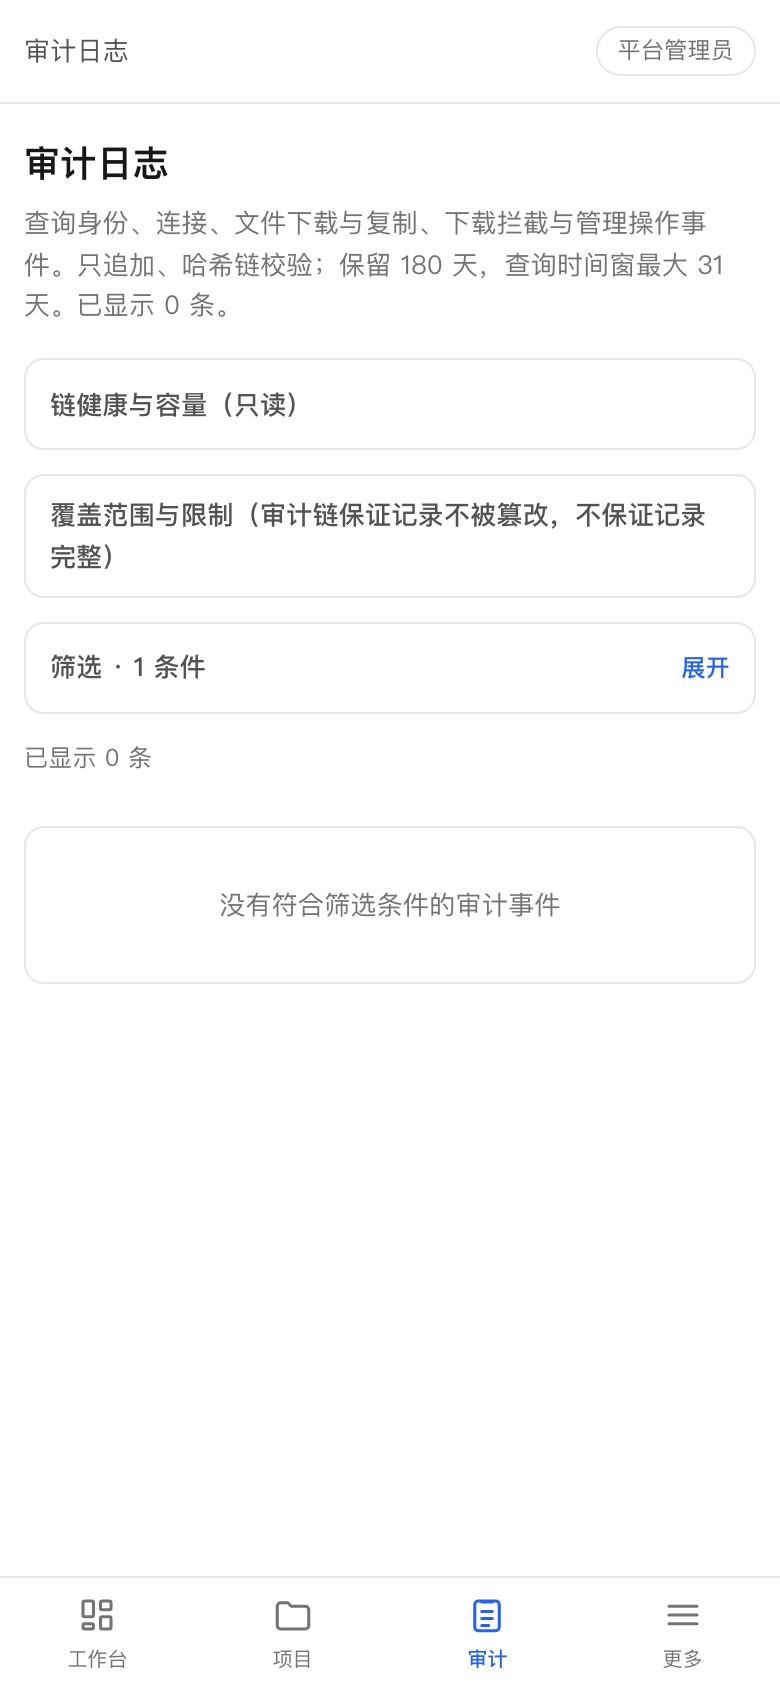 审计日志
平台管理员
审计日志
查询身份、连接、文件下载与复制、下载拦截与管理操作事
件。只追加、哈希链校验；保留 180 天，查询时间窗最大 31
天。已显示 0 条。
链健康与容量（只读）
覆盖范围与限制（审计链保证记录不被篡改，不保证记录
完整）
筛选 · 1 条件
展开
已显示 0 条
没有符合筛选条件的审计事件
工作台
项目
审计
更多